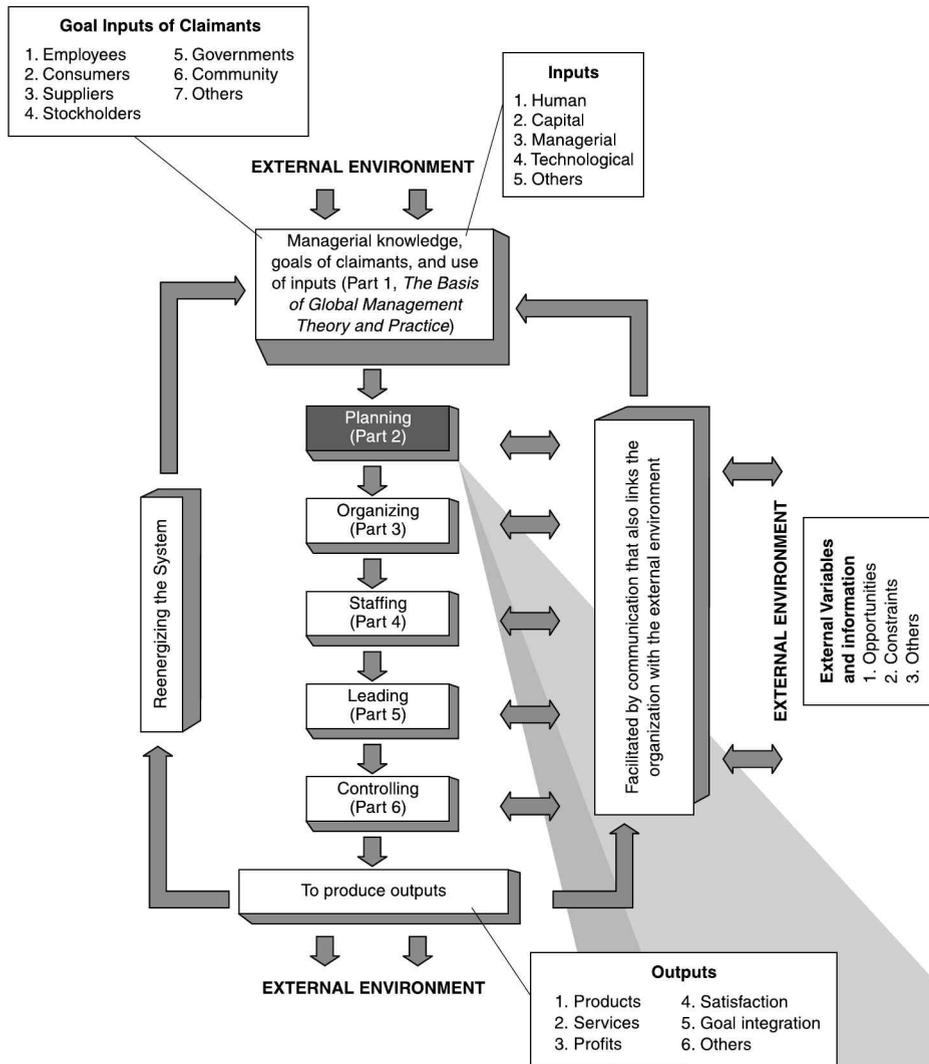 Goal Inputs of Claimants
1. Employees
2. Consumers
3. Suppliers
4. Stockholders
5. Governments
6. Community
7. Others
Inputs
1. Human
2. Capital
3. Managerial
4. Technological
5. Others
EXTERNAL ENVIRONMENT
Managerial knowledge,
goals of claimants, and use
of inputs (Part 1, The Basis
of Global Management
Theory and Practice)
Planning
(Part 2)
Organizing
(Part 3)
Staffing
(Part 4)
Leading
(Part 5)
Controlling
(Part 6)
Reenergizing the System
Facilitated by communication that also links the
organization with the external environment
EXTERNAL ENVIRONMENT
External Variables
and information
1. Opportunities
2. Constraints
3. Others
To produce outputs
EXTERNAL ENVIRONMENT
Outputs
1. Products
2. Services
3. Profits
4. Satisfaction
5. Goal integration
6. Others